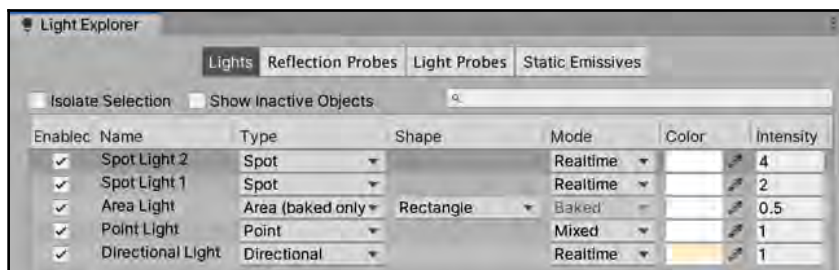 Light Explorer
Lights Reflection Probes Light Probes Static Emissives
Isolate Selection Show Inactive Objects
Enablec Name Type Shape Mode Color Intensity
Spot Light 2 Spot Realtime 4
Spot Light 1 Spot Realtime 2
Area Light Area (baked only Rectangle Baked 0.5
Point Light Point Mixed 1
Directional Light Directional Realtime 1